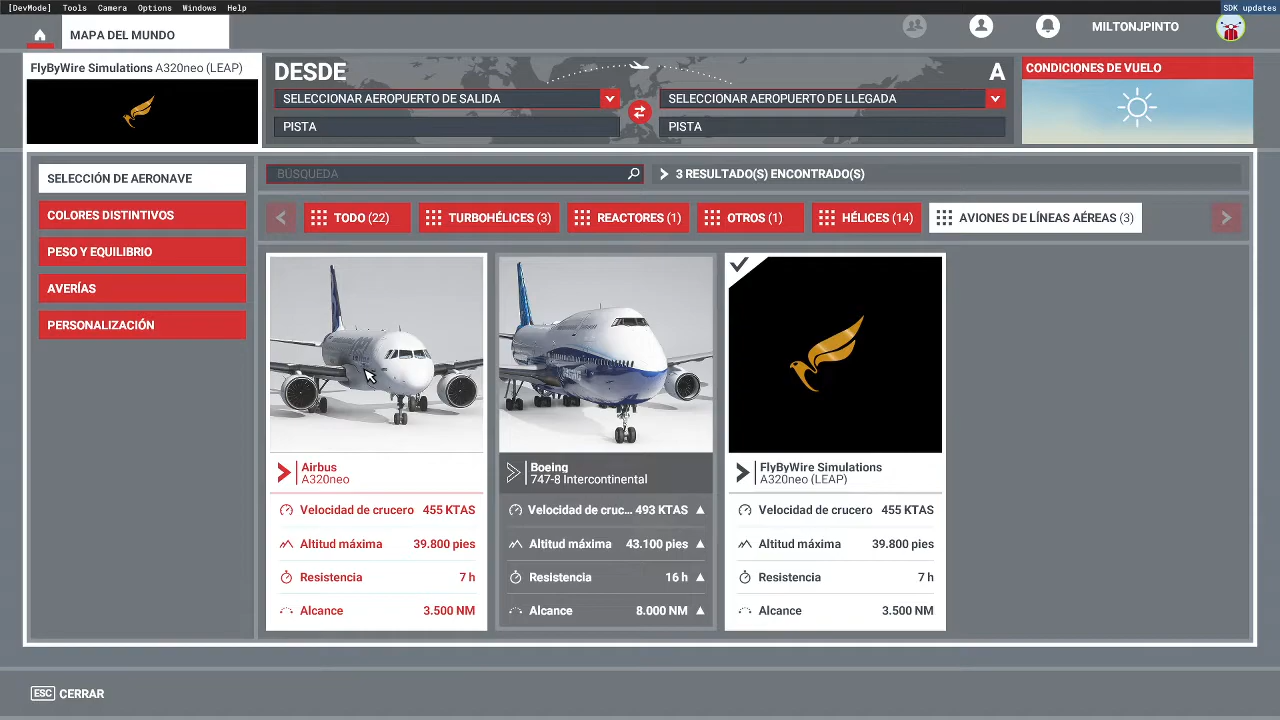 [DevMode] Tools Camera Options Windows Help
SDK updates
MAPA DEL MUNDO
MILTONJPINTO
FlyByWire Simulations A320neo (LEAP)
DESDE
A
CONDICIONES DE VUELO
SELECCIONAR AEROPUERTO DE SALIDA
SELECCIONAR AEROPUERTO DE LLEGADA
PISTA
PISTA
SELECCIÓN DE AERONAVE
COLORES DISTINTIVOS
PESO Y EQUILIBRIO
AVERÍAS
PERSONALIZACIÓN
BÚSQUEDA
3 RESULTADO(S) ENCONTRADO(S)
TODO (22)
TURBOHÉLICES (3)
REACTORES (1)
OTROS (1)
HÉLICES (14)
AVIONES DE LÍNEAS AÉREAS (3)
Airbus
A320neo
Velocidad de crucero 455 KTAS
Altitud máxima 39.800 pies
Resistencia 7 h
Alcance 3.500 NM
Boeing
747-8 Intercontinental
Velocidad de cruc... 493 KTAS
Altitud máxima 43.100 pies
Resistencia 16 h
Alcance 8.000 NM
FlyByWire Simulations
A320neo (LEAP)
Velocidad de crucero 455 KTAS
Altitud máxima 39.800 pies
Resistencia 7 h
Alcance 3.500 NM
ESC CERRAR